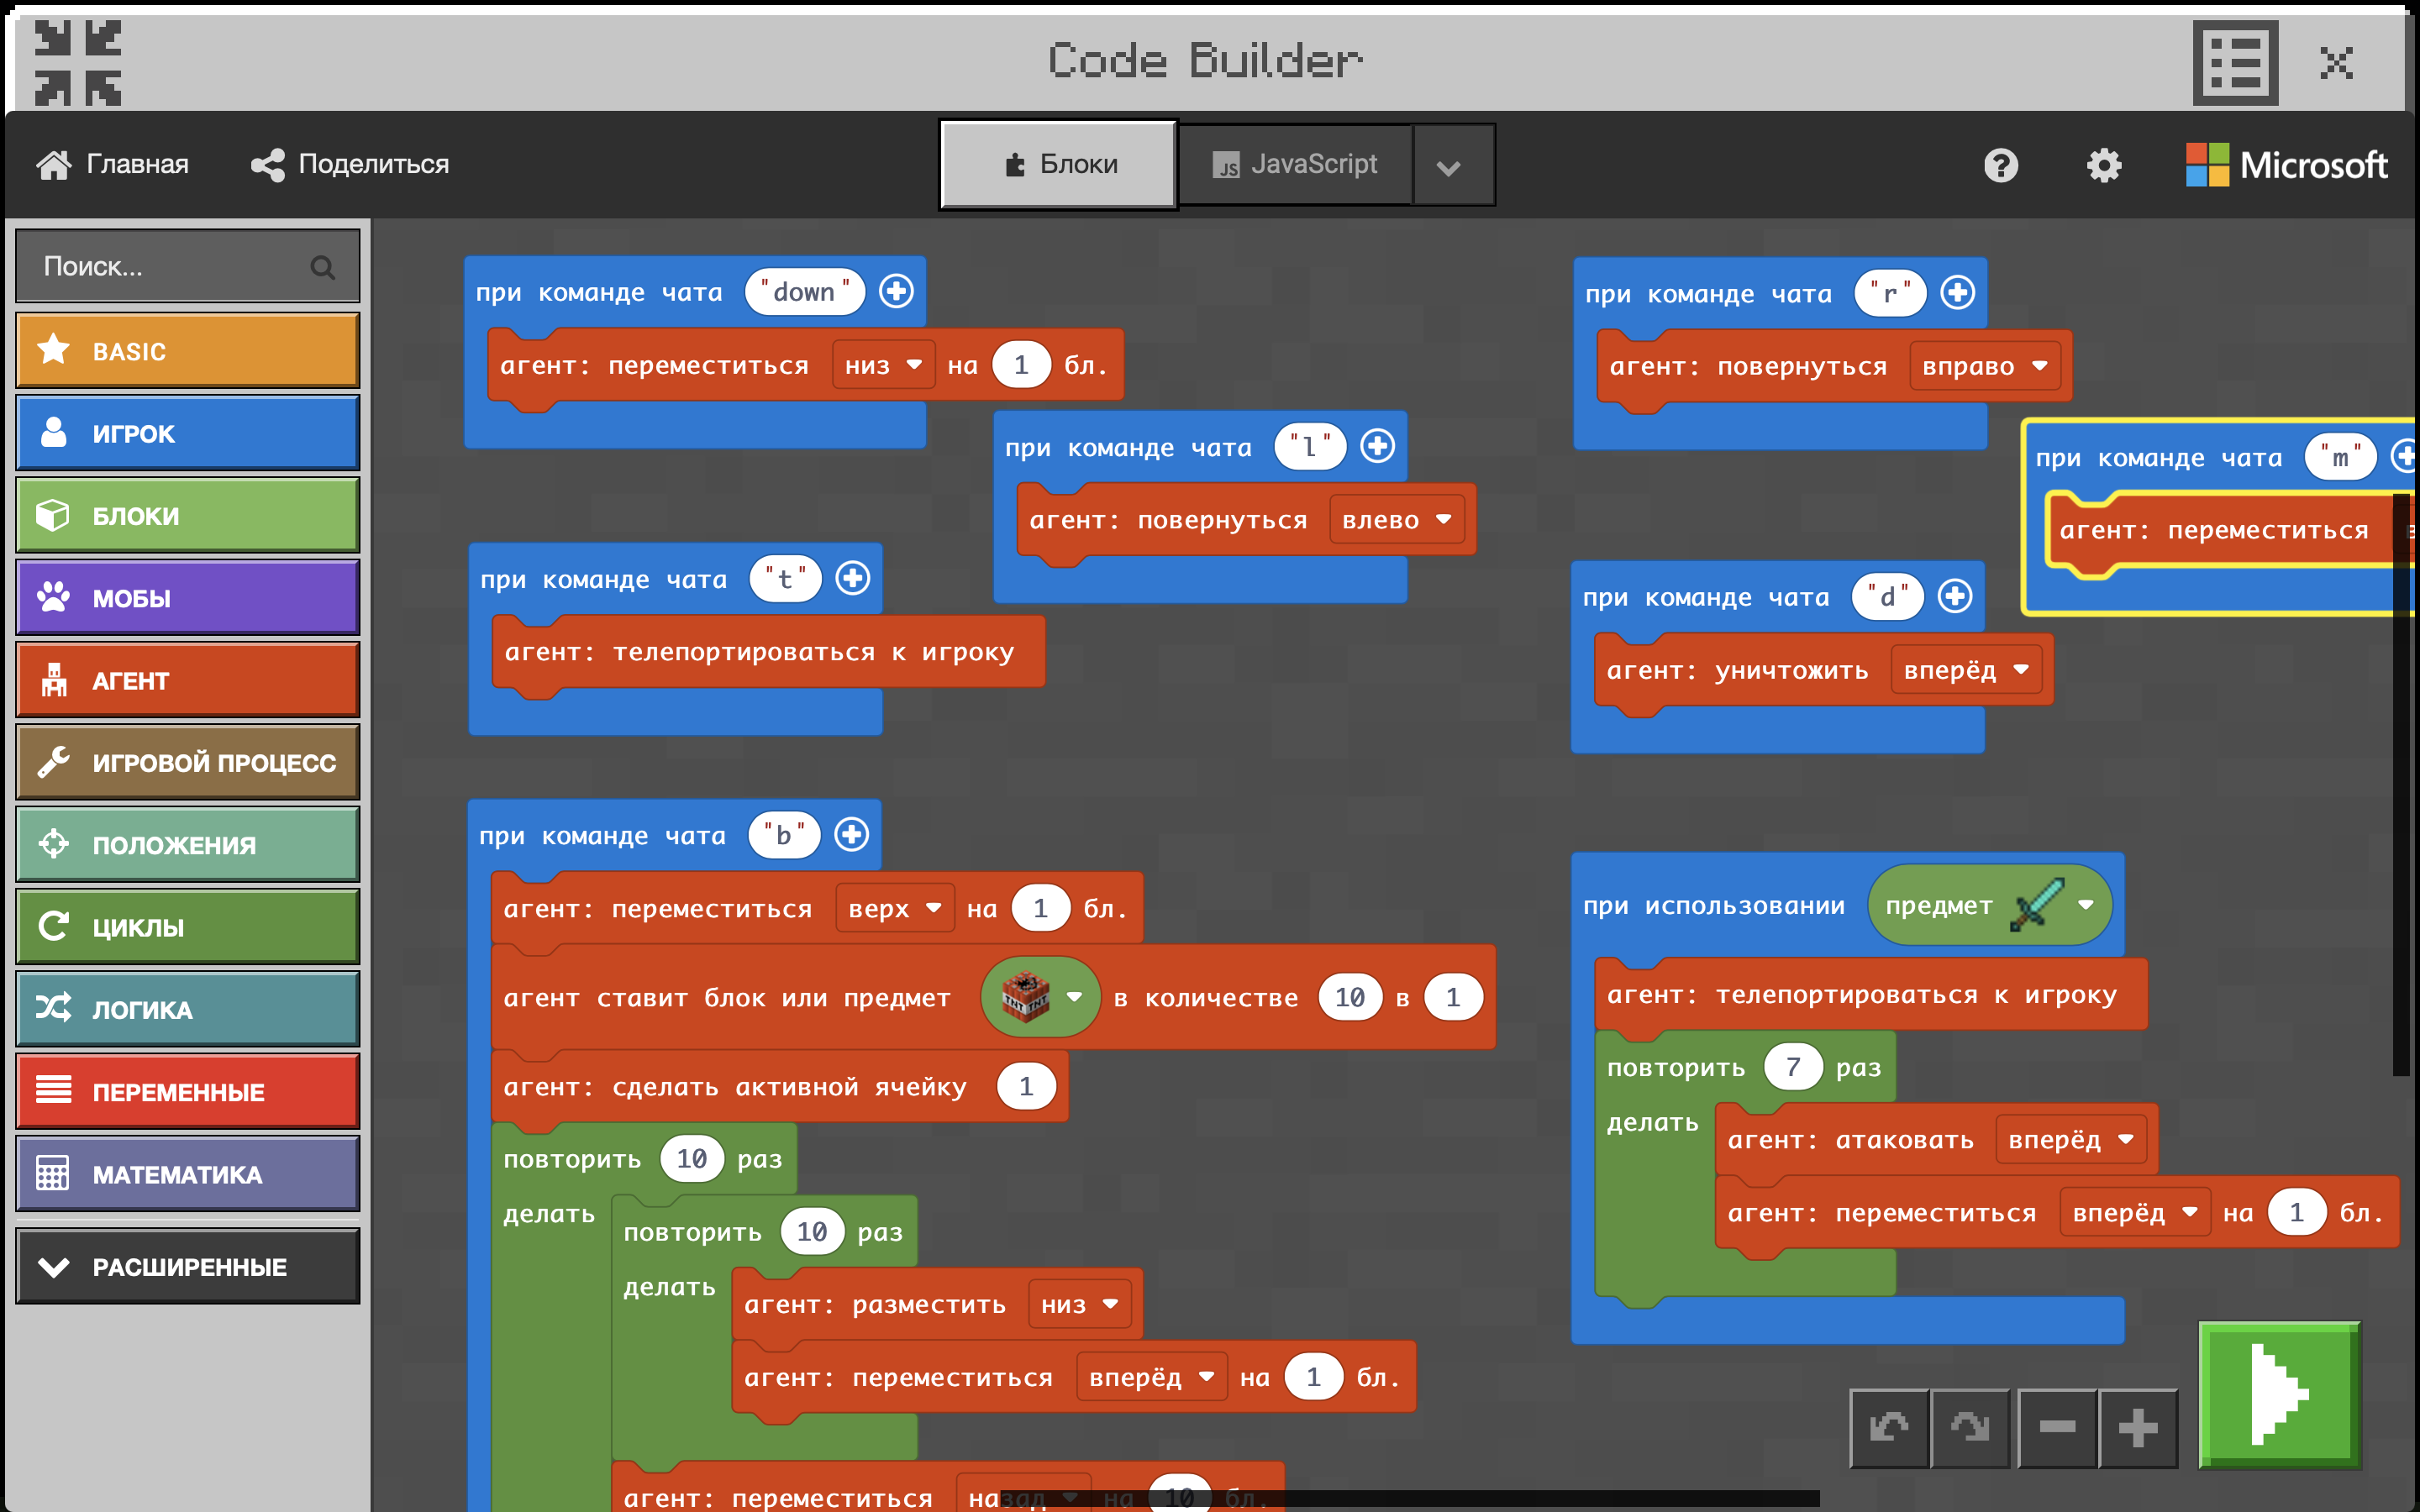 Code Builder
Главная
Поделиться
Блоки
JS JavaScript
Microsoft
Поиск...
BASIC
ИГРОК
БЛОКИ
МОБЫ
АГЕНТ
ИГРОВОЙ ПРОЦЕСС
ПОЛОЖЕНИЯ
ЦИКЛЫ
ЛОГИКА
ПЕРЕМЕННЫЕ
МАТЕМАТИКА
РАСШИРЕННЫЕ
при команде чата "down"
агент: переместиться низ на 1 бл.
при команде чата "l"
агент: повернуться влево
при команде чата "t"
агент: телепортироваться к игроку
при команде чата "b"
агент: переместиться верх на 1 бл.
агент ставит блок или предмет TNT TNT в количестве 10 в 1
агент: сделать активной ячейку 1
повторить 10 раз
делать
повторить 10 раз
делать
агент: разместить низ
агент: переместиться вперёд на 1 бл.
агент: переместиться назад на 10 бл.
при команде чата "r"
агент: повернуться вправо
при команде чата "m"
агент: переместиться
при команде чата "d"
агент: уничтожить вперёд
при использовании предмет
агент: телепортироваться к игроку
повторить 7 раз
делать
агент: атаковать вперёд
агент: переместиться вперёд на 1 бл.